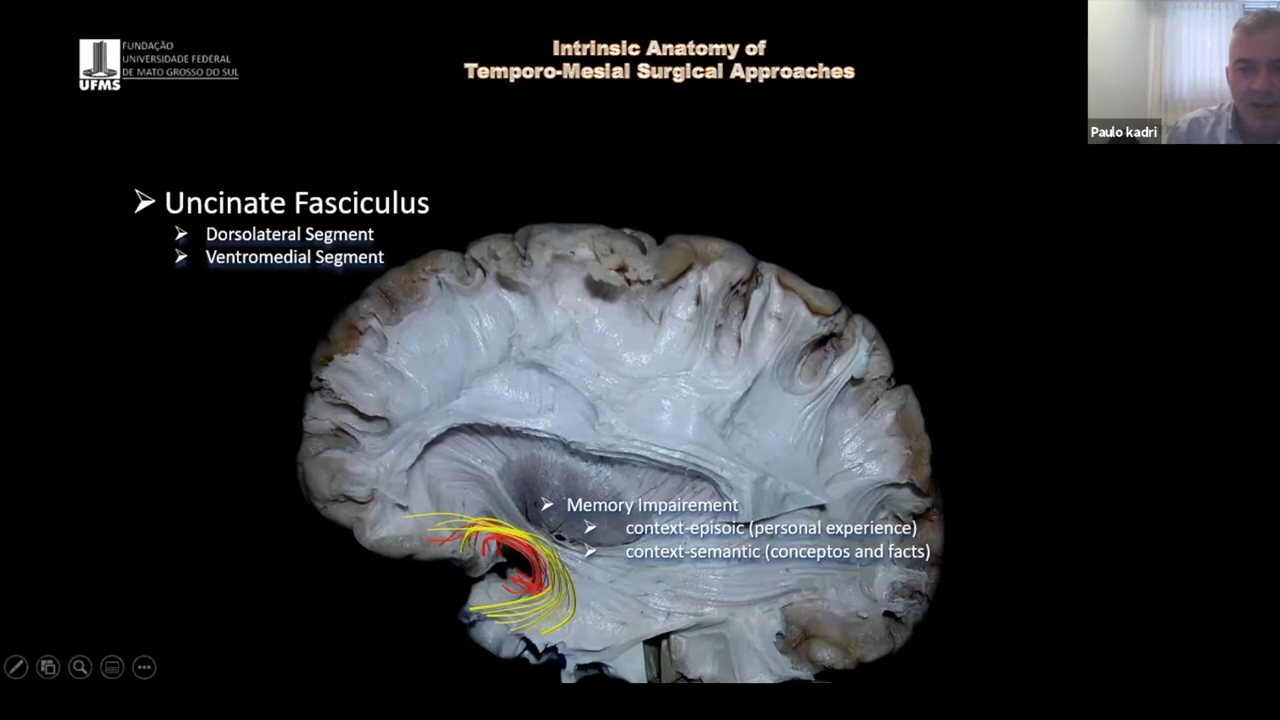 FUNDAÇÃO
UNIVERSIDADE FEDERAL
DE MATO GROSSO DO SUL
UFMS
Intrinsic Anatomy of
Temporo-Mesial Surgical Approaches
Paulo kadri
Uncinate Fasciculus
Dorsolateral Segment
Ventromedial Segment
Memory Impairement
context-episoic (personal experience)
context-semantic (conceptos and facts)